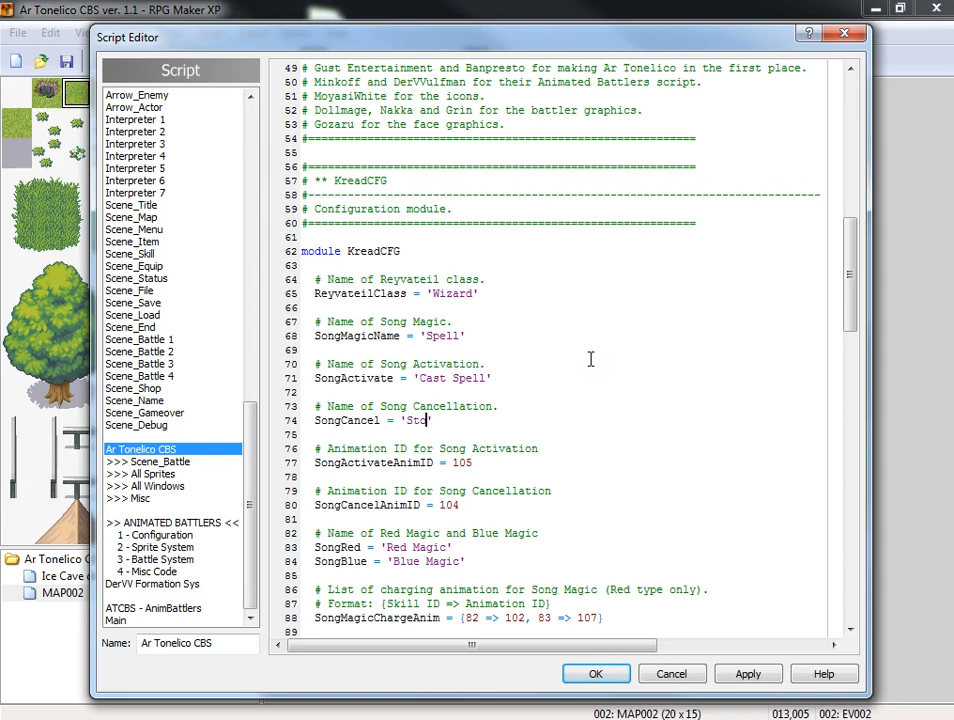 Ar Tonelico CBS ver. 1.1 - RPG Maker XP
File Edit
Script Editor
Script
Arrow_Enemy
Arrow_Actor
Interpreter 1
Interpreter 2
Interpreter 3
Interpreter 4
Interpreter 5
Interpreter 6
Interpreter 7
Scene_Title
Scene_Map
Scene_Menu
Scene_Item
Scene_Skill
Scene_Equip
Scene_Status
Scene_File
Scene_Save
Scene_Load
Scene_End
Scene_Battle 1
Scene_Battle 2
Scene_Battle 3
Scene_Battle 4
Scene_Shop
Scene_Name
Scene_Gameover
Scene_Debug
Ar Tonelico CBS
>>> Scene_Battle
>>> All Sprites
>>> All Windows
>>> Misc
>> ANIMATED BATTLERS <<
1 - Configuration
2 - Sprite System
3 - Battle System
4 - Misc Code
DerVV Formation Sys
ATCBS - AnimBattlers
Main
Name: Ar Tonelico CBS
49 # Gust Entertainment and Banpresto for making Ar Tonelico in the first place.
50 # Minkoff and DerVVulfman for their Animated Battlers script.
51 # MoyasiWhite for the icons.
52 # Dollmage, Nakka and Grin for the battler graphics.
53 # Gozaru for the face graphics.
54 #==============================================================================
55
56 #==============================================================================
57 # ** KreadCFG
58 #------------------------------------------------------------------------------
59 # Configuration module.
60 #==============================================================================
61
62 module KreadCFG
63
64 # Name of Reyvateil class.
65 ReyvateilClass = 'Wizard'
66
67 # Name of Song Magic.
68 SongMagicName = 'Spell'
69
70 # Name of Song Activation.
71 SongActivate = 'Cast Spell'
72
73 # Name of Song Cancellation.
74 SongCancel = 'Sto'
75
76 # Animation ID for Song Activation
77 SongActivateAnimID = 105
78
79 # Animation ID for Song Cancellation
80 SongCancelAnimID = 104
81
82 # Name of Red Magic and Blue Magic
83 SongRed = 'Red Magic'
84 SongBlue = 'Blue Magic'
85
86 # List of charging animation for Song Magic (Red type only).
87 # Format: {Skill ID => Animation ID}
88 SongMagicChargeAnim = {82 => 102, 83 => 107}
89
OK Cancel Apply Help
Ar Tonelico
Ice Cave
MAP002
002: MAP002 (20 x 15) 013,005 002: EV002